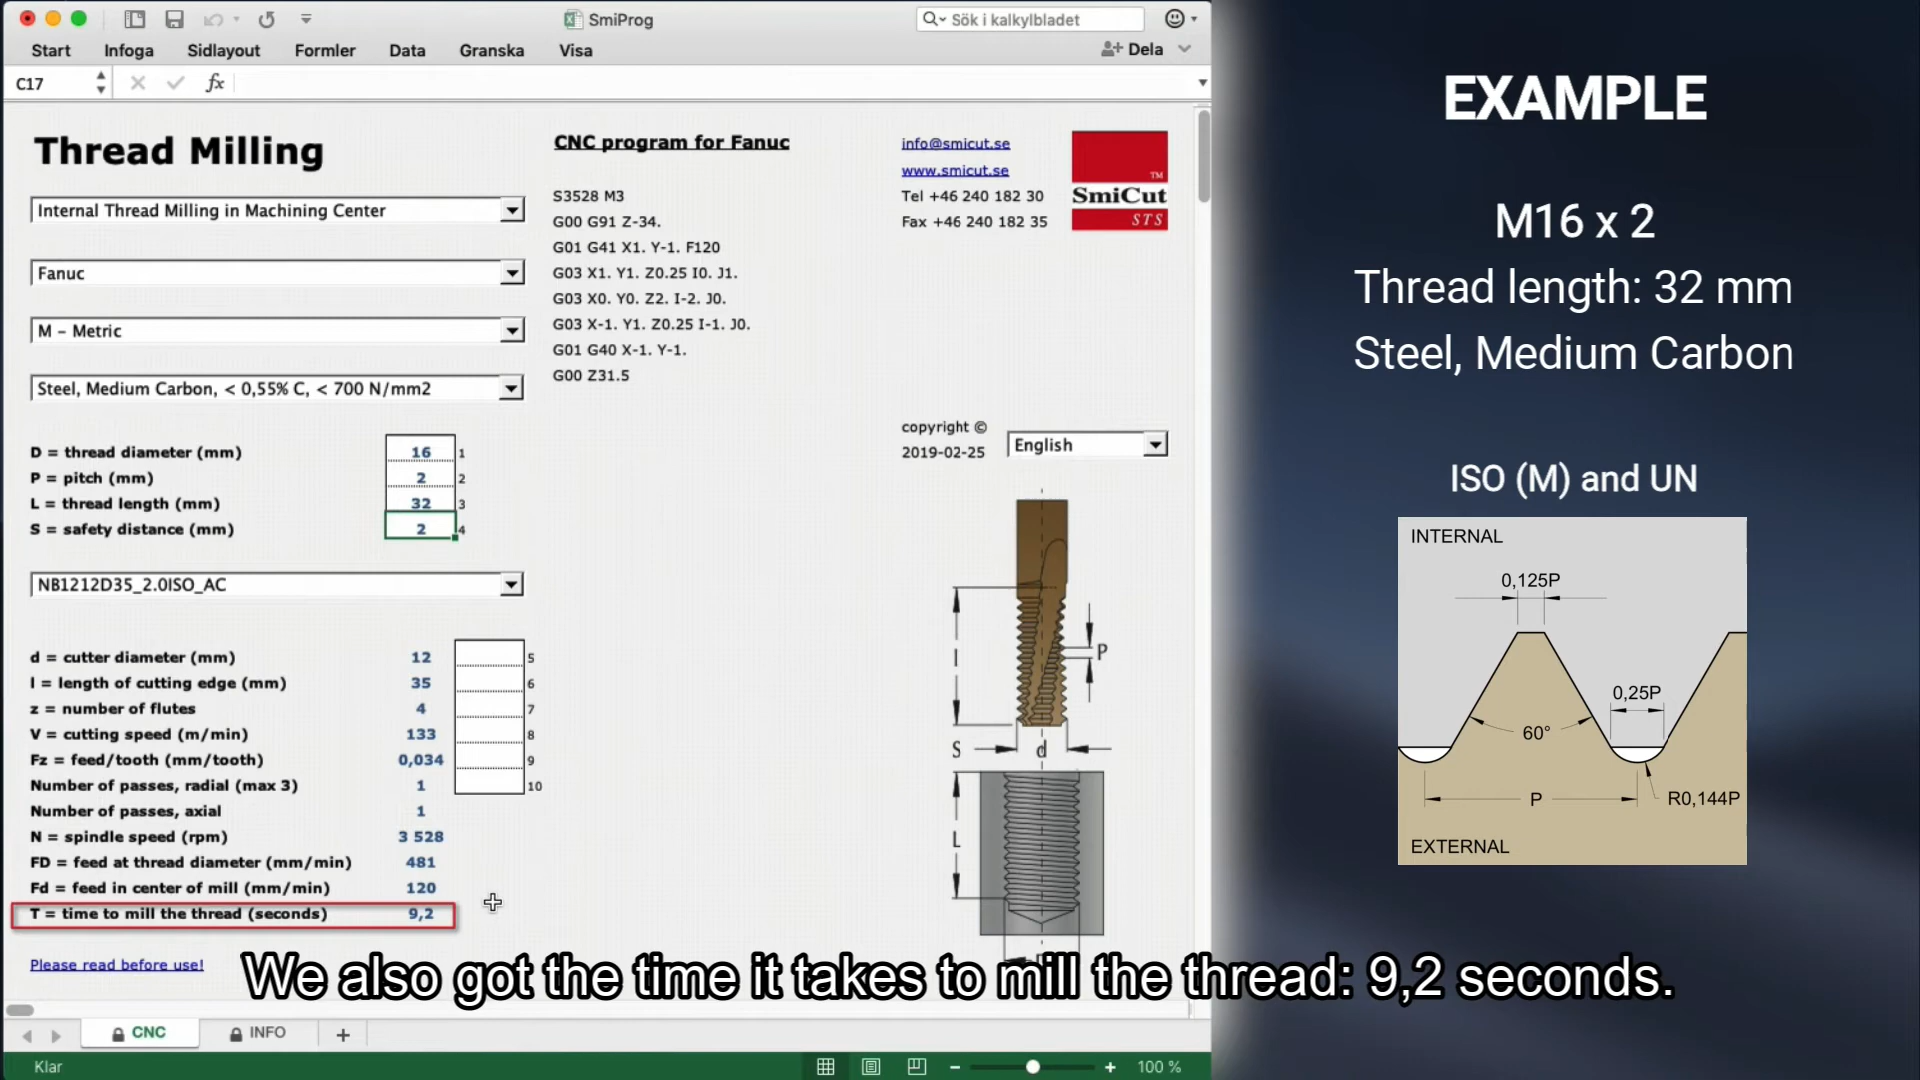 SmiProg
Sök i kalkylbladet
Start Infoga Sidlayout Formler Data Granska Visa Dela
C17 fx
Thread Milling
Internal Thread Milling in Machining Center
Fanuc
M – Metric
Steel, Medium Carbon, < 0,55% C, < 700 N/mm2
D = thread diameter (mm) 16 1
P = pitch (mm) 2 2
L = thread length (mm) 32 3
S = safety distance (mm) 2 4
NB1212D35_2.0ISO_AC
d = cutter diameter (mm) 12 5
l = length of cutting edge (mm) 35 6
z = number of flutes 4 7
V = cutting speed (m/min) 133 8
Fz = feed/tooth (mm/tooth) 0,034 9
Number of passes, radial (max 3) 1 10
Number of passes, axial 1
N = spindle speed (rpm) 3 528
FD = feed at thread diameter (mm/min) 481
Fd = feed in center of mill (mm/min) 120
T = time to mill the thread (seconds) 9,2
Please read before use!
CNC program for Fanuc
S3528 M3
G00 G91 Z-34.
G01 G41 X1. Y-1. F120
G03 X1. Y1. Z0.25 I0. J1.
G03 X0. Y0. Z2. I-2. J0.
G03 X-1. Y1. Z0.25 I-1. J0.
G01 G40 X-1. Y-1.
G00 Z31.5
info@smicut.se
www.smicut.se
Tel +46 240 182 30
Fax +46 240 182 35
TM
SmiCut
STS
copyright ©
2019-02-25
English
l
P
S
d
L
EXAMPLE
M16 x 2
Thread length: 32 mm
Steel, Medium Carbon
ISO (M) and UN
INTERNAL
0,125P
0,25P
60°
P
R0,144P
EXTERNAL
We also got the time it takes to mill the thread: 9,2 seconds.
CNC INFO +
Klar
100 %